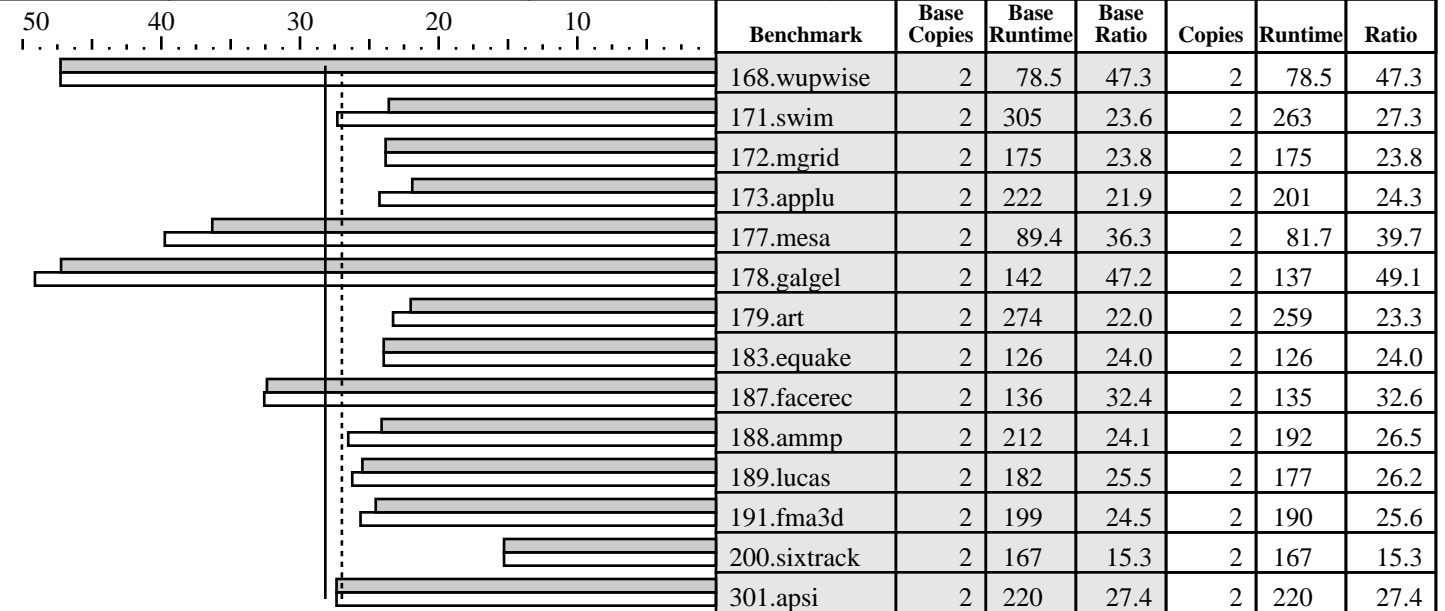 50 40 30 20 10
Benchmark Base Copies Base Runtime Base Ratio Copies Runtime Ratio
168.wupwise 2 78.5 47.3 2 78.5 47.3
171.swim 2 305 23.6 2 263 27.3
172.mgrid 2 175 23.8 2 175 23.8
173.applu 2 222 21.9 2 201 24.3
177.mesa 2 89.4 36.3 2 81.7 39.7
178.galgel 2 142 47.2 2 137 49.1
179.art 2 274 22.0 2 259 23.3
183.equake 2 126 24.0 2 126 24.0
187.facerec 2 136 32.4 2 135 32.6
188.ammp 2 212 24.1 2 192 26.5
189.lucas 2 182 25.5 2 177 26.2
191.fma3d 2 199 24.5 2 190 25.6
200.sixtrack 2 167 15.3 2 167 15.3
301.apsi 2 220 27.4 2 220 27.4